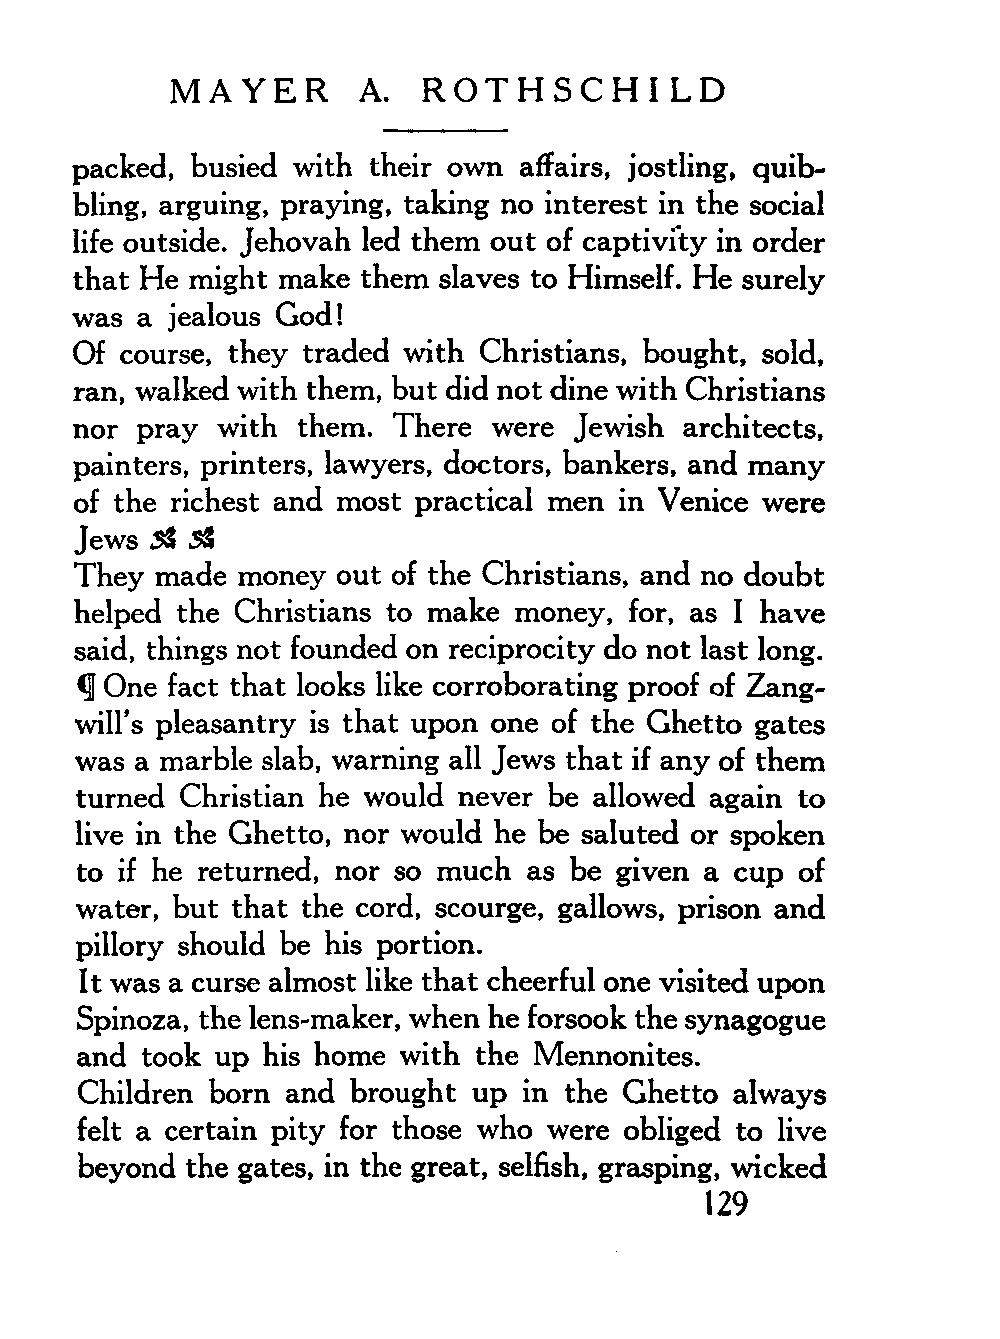 MAYER A. ROTHSCHILD
packed, busied with their own affairs, jostling, quib-
bling, arguing, praying, taking no interest in the social
life outside. Jehovah led them out of captivity in order
that He might make them slaves to Himself. He surely
was a jealous God!
Of course, they traded with Christians, bought, sold,
ran, walked with them, but did not dine with Christians
nor pray with them. There were Jewish architects,
painters, printers, lawyers, doctors, bankers, and many
of the richest and most practical men in Venice were
Jews
They made money out of the Christians, and no doubt
helped the Christians to make money, for, as I have
said, things not founded on reciprocity do not last long.
¶ One fact that looks like corroborating proof of Zang-
will's pleasantry is that upon one of the Ghetto gates
was a marble slab, warning all Jews that if any of them
turned Christian he would never be allowed again to
live in the Ghetto, nor would he be saluted or spoken
to if he returned, nor so much as be given a cup of
water, but that the cord, scourge, gallows, prison and
pillory should be his portion.
It was a curse almost like that cheerful one visited upon
Spinoza, the lens-maker, when he forsook the synagogue
and took up his home with the Mennonites.
Children born and brought up in the Ghetto always
felt a certain pity for those who were obliged to live
beyond the gates, in the great, selfish, grasping, wicked
129